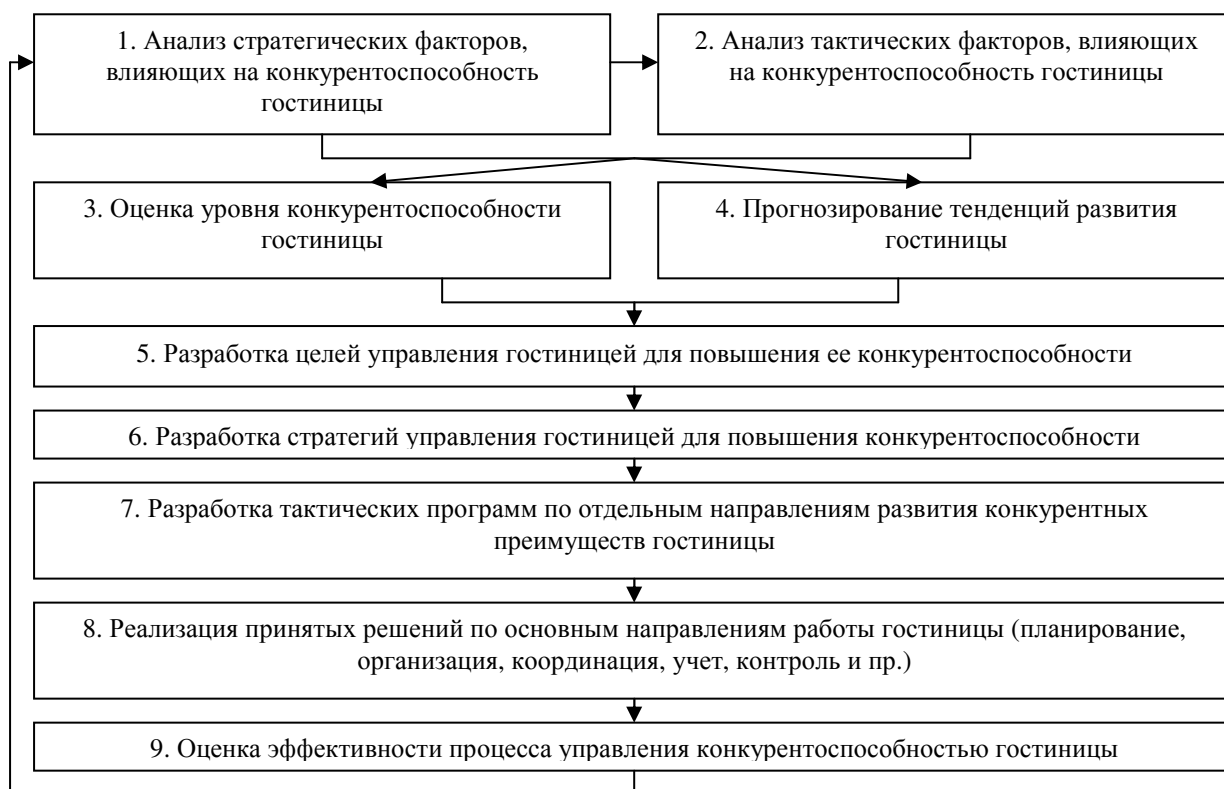 1. Анализ стратегических факторов,
влияющих на конкурентоспособность
гостиницы
2. Анализ тактических факторов, влияющих
на конкурентоспособность гостиницы
3. Оценка уровня конкурентоспособности
гостиницы
4. Прогнозирование тенденций развития
гостиницы
5. Разработка целей управления гостиницей для повышения ее конкурентоспособности
6. Разработка стратегий управления гостиницей для повышения конкурентоспособности
7. Разработка тактических программ по отдельным направлениям развития конкурентных
преимуществ гостиницы
8. Реализация принятых решений по основным направлениям работы гостиницы (планирование,
организация, координация, учет, контроль и пр.)
9. Оценка эффективности процесса управления конкурентоспособностью гостиницы